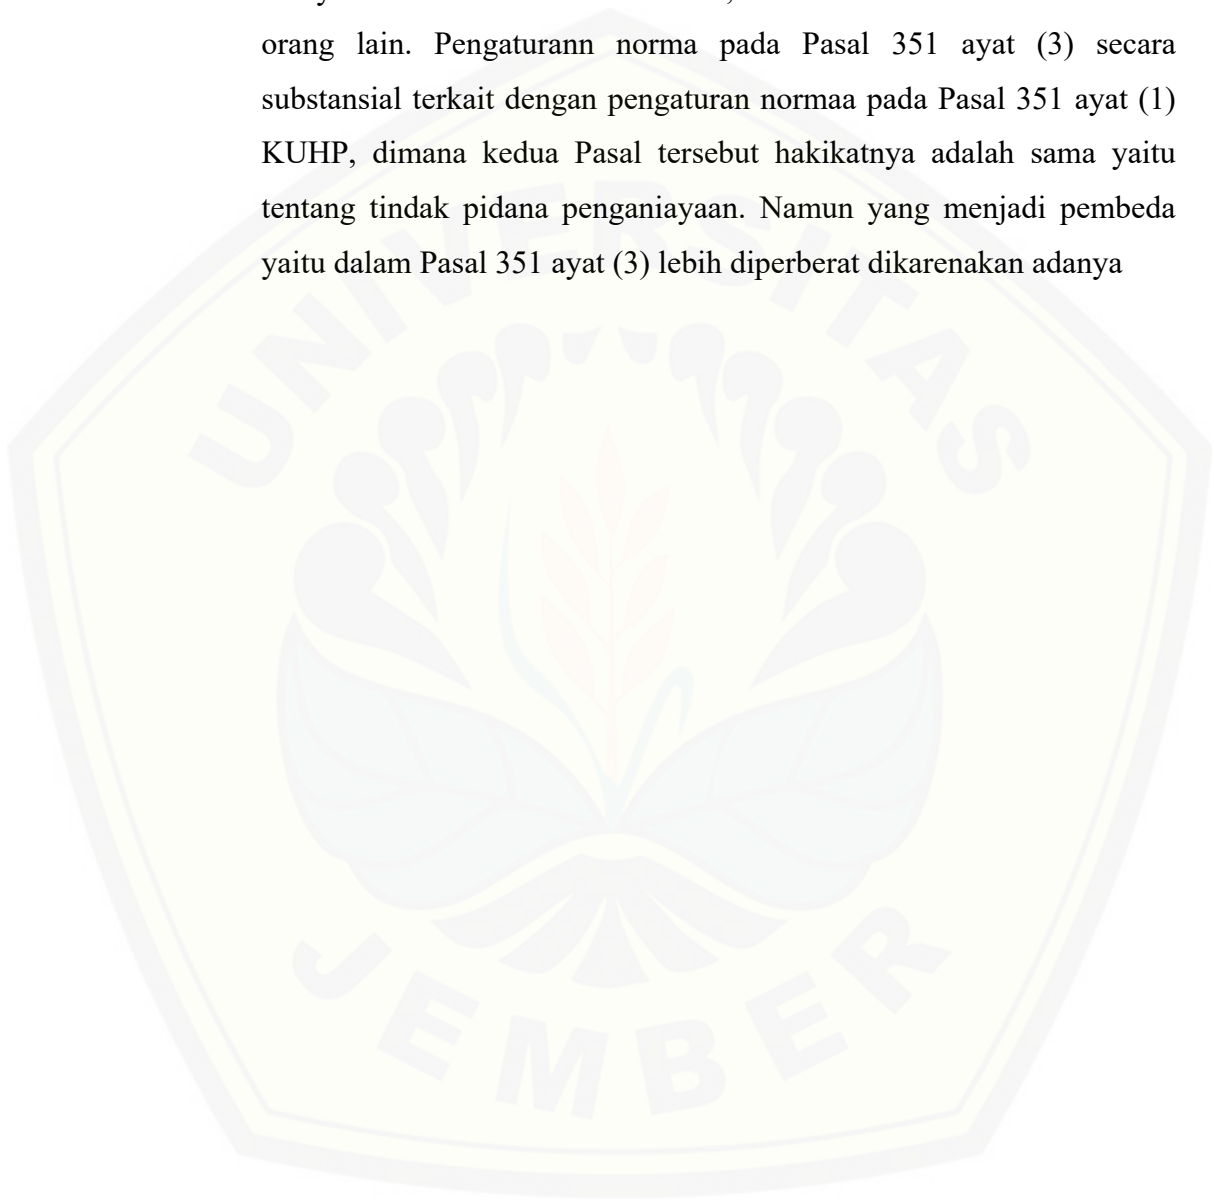 orang lain. Pengaturann norma pada Pasal 351 ayat (3) secara
substansial terkait dengan pengaturan normaa pada Pasal 351 ayat (1)
KUHP, dimana kedua Pasal tersebut hakikatnya adalah sama yaitu
tentang tindak pidana penganiayaan. Namun yang menjadi pembeda
yaitu dalam Pasal 351 ayat (3) lebih diperberat dikarenakan adanya
UNIVERSITAS
JEMBER